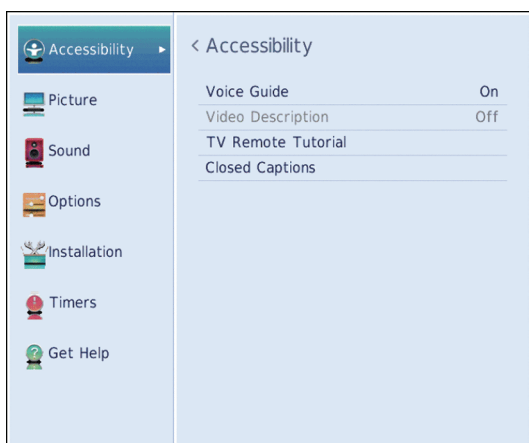 Accessibility
Picture
Sound
Options
Installation
Timers
Get Help
< Accessibility
Voice Guide On
Video Description Off
TV Remote Tutorial
Closed Captions